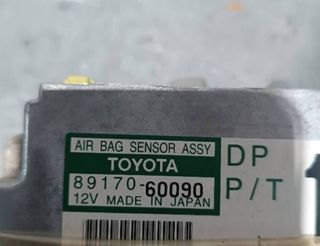 AIR BAG SENSOR ASSY
TOYOTA
89170-60090
12V MADE IN JAPAN
DP
P/T